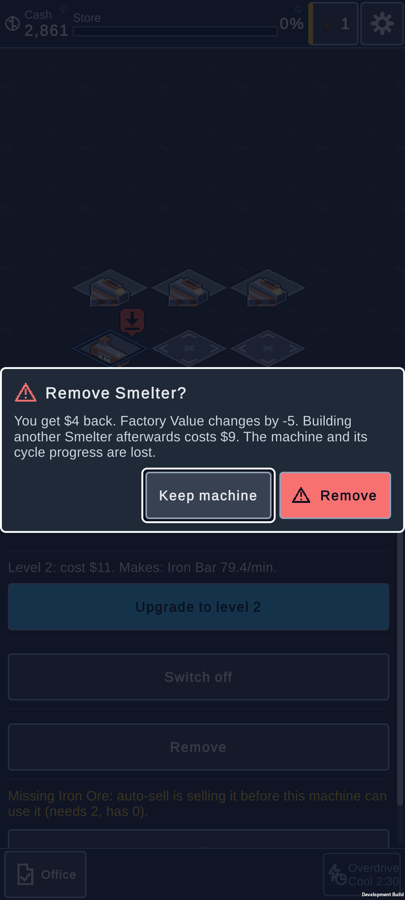 Cash
2,861
Store
0%
1
Remove Smelter?
You get $4 back. Factory Value changes by -5. Building
another Smelter afterwards costs $9. The machine and its
cycle progress are lost.
Keep machine
Remove
Level 2: cost $11. Makes: Iron Bar 79.4/min.
Upgrade to level 2
Switch off
Remove
Missing Iron Ore: auto-sell is selling it before this machine can
use it (needs 2, has 0).
Office
Overdrive
Cool 2:30
Development Build